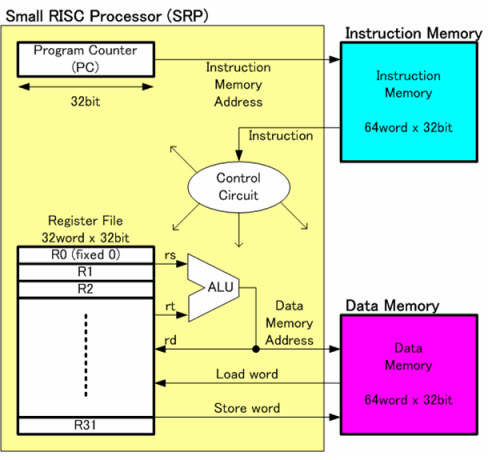 Small RISC Processor (SRP)
Program Counter
(PC)
32bit
Instruction
Memory
Address
Instruction Memory
Instruction
Memory
64word x 32bit
Instruction
Control
Circuit
Register File
32word x 32bit
R0 (fixed 0)
R1
R2
R31
rs
rt
rd
ALU
Data
Memory
Address
Load word
Store word
Data Memory
Data
Memory
64word x 32bit